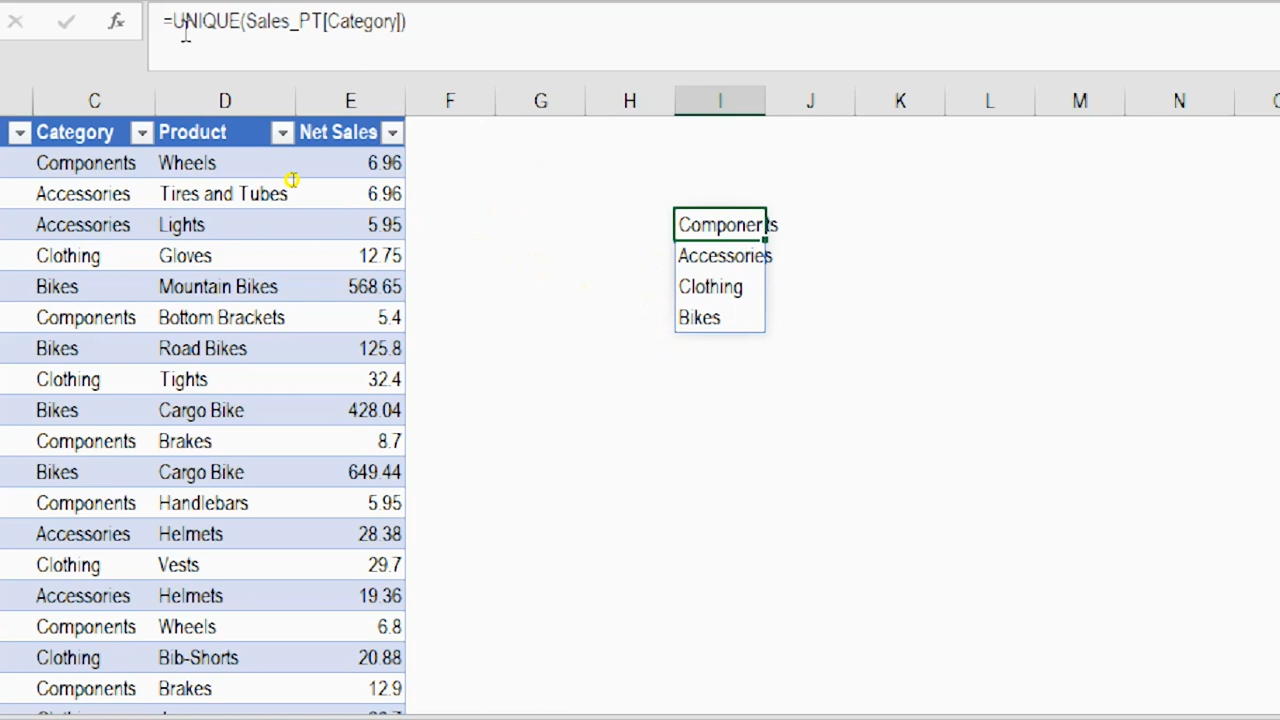 =UNIQUE(Sales_PT[Category])
C D E F G H I J K L M N
Category Product Net Sales
Components Wheels 6.96
Accessories Tires and Tubes 6.96
Accessories Lights 5.95 Components
Clothing Gloves 12.75 Accessories
Bikes Mountain Bikes 568.65 Clothing
Components Bottom Brackets 5.4 Bikes
Bikes Road Bikes 125.8
Clothing Tights 32.4
Bikes Cargo Bike 428.04
Components Brakes 8.7
Bikes Cargo Bike 649.44
Components Handlebars 5.95
Accessories Helmets 28.38
Clothing Vests 29.7
Accessories Helmets 19.36
Components Wheels 6.8
Clothing Bib-Shorts 20.88
Components Brakes 12.9